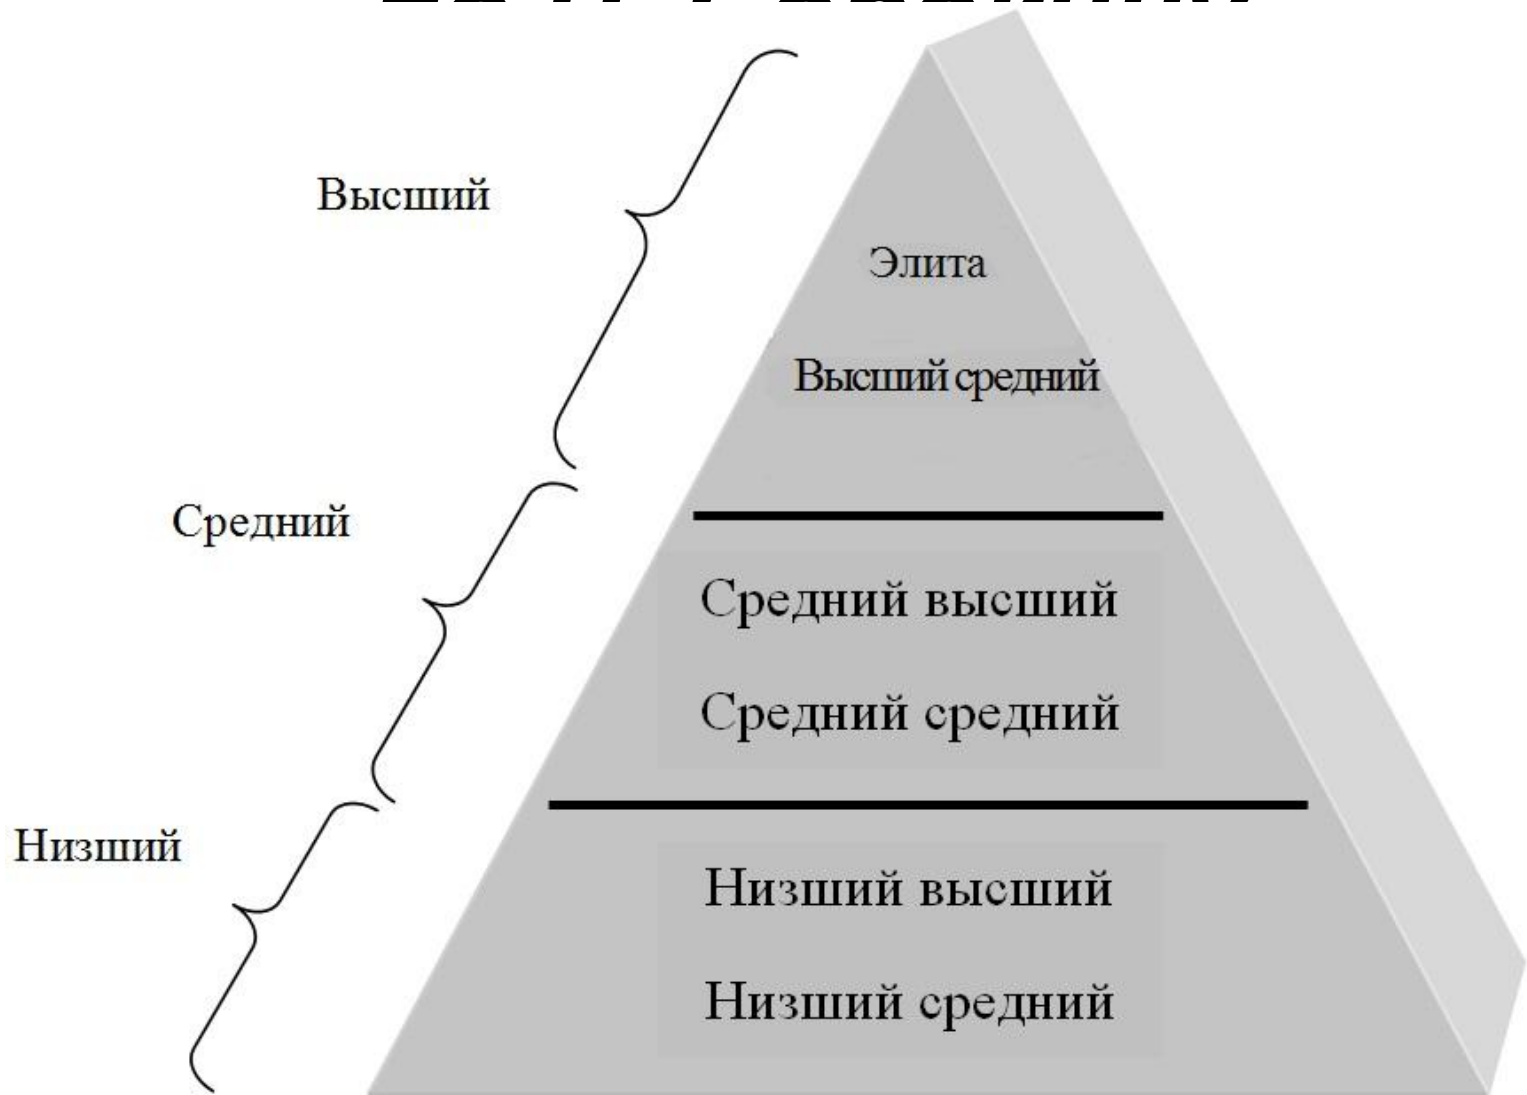 Высший
Элита
Высший средний
Средний
Средний высший
Средний средний
Низший
Низший высший
Низший средний